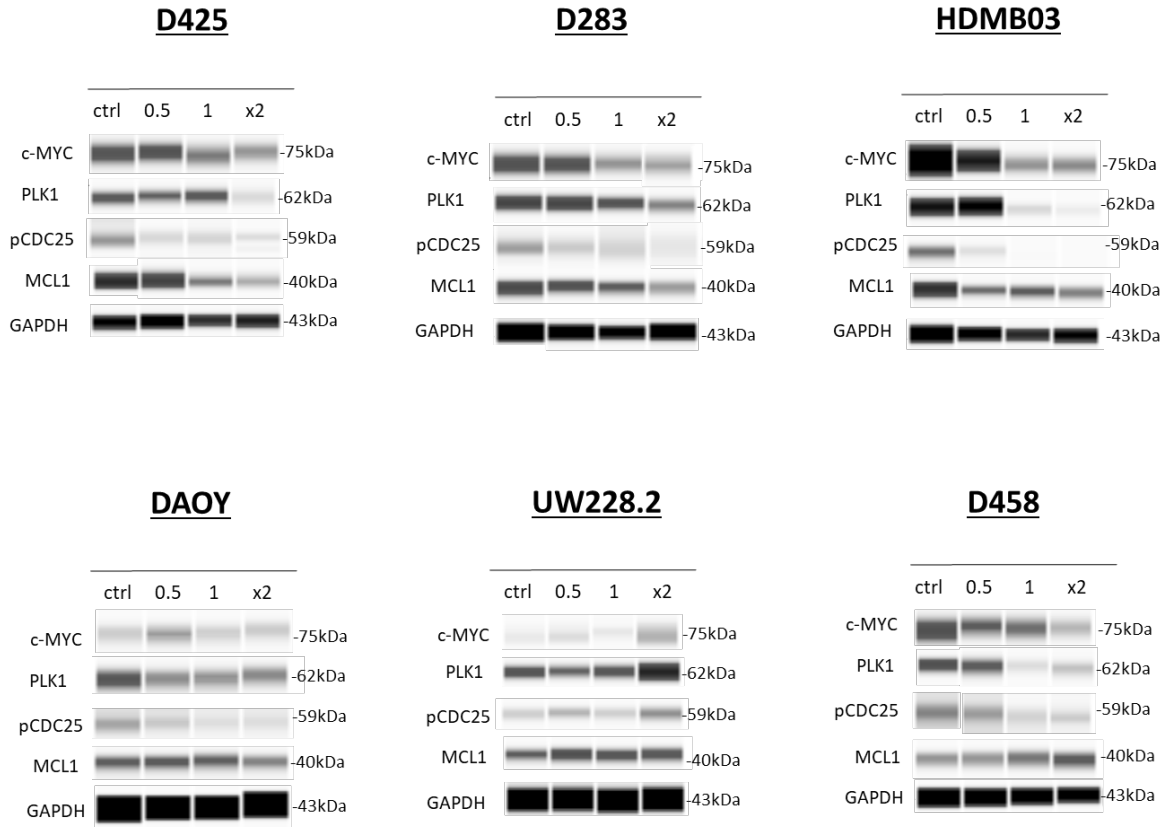 D425
ctrl 0.5 1 x2
c-MYC -75kDa
PLK1 -62kDa
pCDC25 -59kDa
MCL1 -40kDa
GAPDH -43kDa
D283
ctrl 0.5 1 x2
c-MYC -75kDa
PLK1 -62kDa
pCDC25 -59kDa
MCL1 -40kDa
GAPDH -43kDa
HDMB03
ctrl 0.5 1 x2
c-MYC -75kDa
PLK1 -62kDa
pCDC25 -59kDa
MCL1 -40kDa
GAPDH -43kDa
DAOY
ctrl 0.5 1 x2
c-MYC -75kDa
PLK1 -62kDa
pCDC25 -59kDa
MCL1 -40kDa
GAPDH -43kDa
UW228.2
ctrl 0.5 1 x2
c-MYC -75kDa
PLK1 -62kDa
pCDC25 -59kDa
MCL1 -40kDa
GAPDH -43kDa
D458
ctrl 0.5 1 x2
c-MYC -75kDa
PLK1 -62kDa
pCDC25 -59kDa
MCL1 -40kDa
GAPDH -43kDa